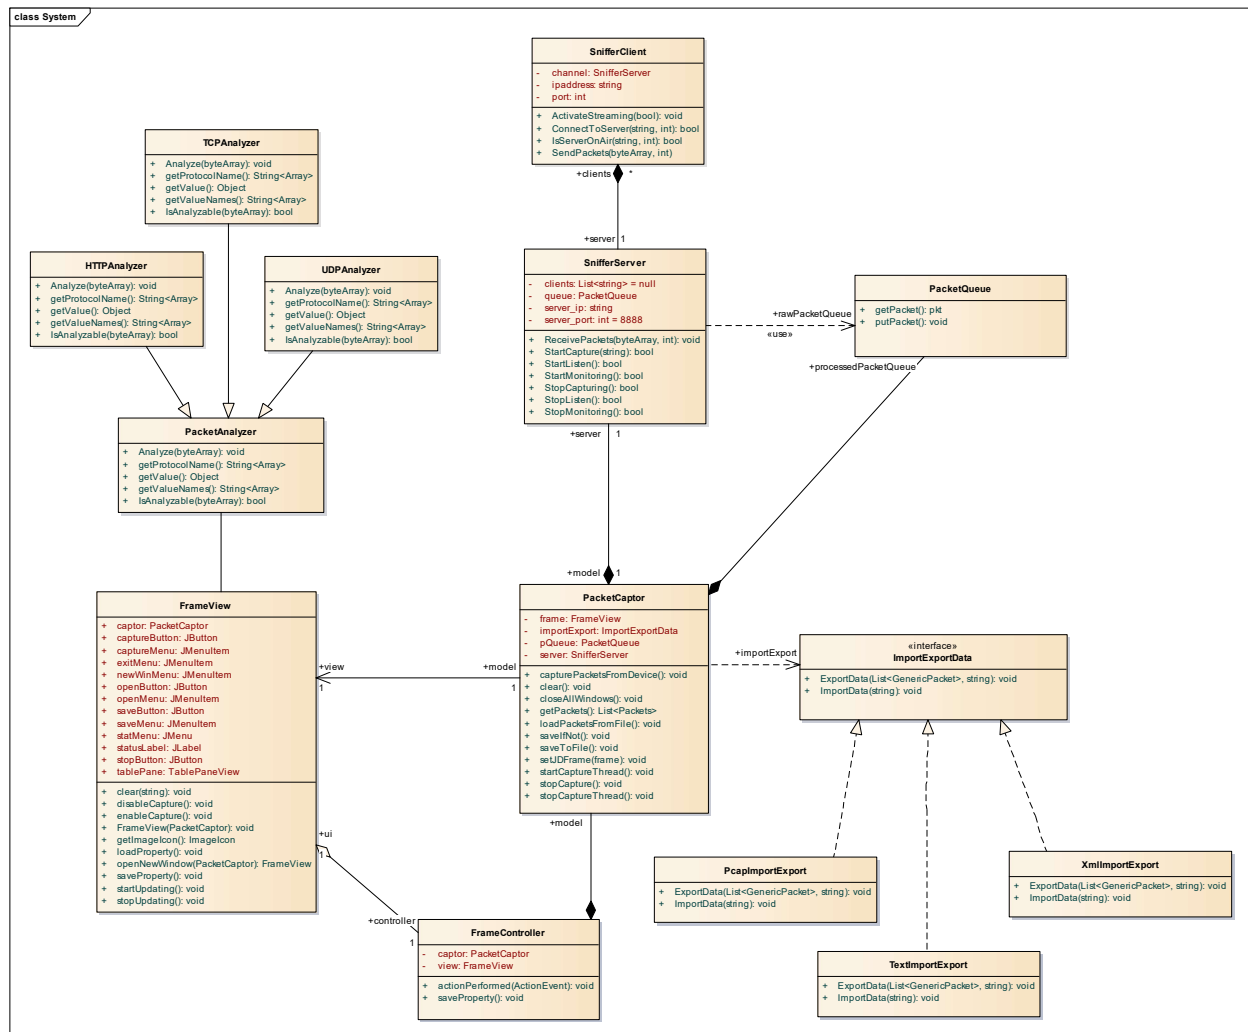 class System
SnifferClient
- channel: SnifferServer
- ipaddress: string
- port: int
+ ActivateStreaming(bool): void
+ ConnectToServer(string, int): bool
+ IsServerOnAir(string, int): bool
+ SendPackets(byteArray, int)
+clients *
+server 1
TCPAnalyzer
+ Analyze(byteArray): void
+ getProtocolName(): String<Array>
+ getValue(): Object
+ getValueNames(): String<Array>
+ IsAnalyzable(byteArray): bool
HTTPAnalyzer
+ Analyze(byteArray): void
+ getProtocolName(): String<Array>
+ getValue(): Object
+ getValueNames(): String<Array>
+ IsAnalyzable(byteArray): bool
UDPAnalyzer
+ Analyze(byteArray): void
+ getProtocolName(): String<Array>
+ getValue(): Object
+ getValueNames(): String<Array>
+ IsAnalyzable(byteArray): bool
SnifferServer
- clients: List<string> = null
- queue: PacketQueue
- server_ip: string
- server_port: int = 8888
+ ReceivePackets(byteArray, int): void
+ StartCapture(string): bool
+ StartListen(): bool
+ StartMonitoring(): bool
+ StopCapturing(): bool
+ StopListen(): bool
+ StopMonitoring(): bool
+rawPacketQueue
«use»
PacketQueue
+ getPacket(): pkt
+ putPacket(): void
+processedPacketQueue
+server 1
PacketAnalyzer
+ Analyze(byteArray): void
+ getProtocolName(): String<Array>
+ getValue(): Object
+ getValueNames(): String<Array>
+ IsAnalyzable(byteArray): bool
+model 1
FrameView
+ captor: PacketCaptor
+ captureButton: JButton
+ captureMenu: JMenuItem
+ exitMenu: JMenuItem
+ newWinMenu: JMenuItem
+ openButton: JButton
+ openMenu: JMenuItem
+ saveButton: JButton
+ saveMenu: JMenuItem
+ statMenu: JMenu
+ statusLabel: JLabel
+ stopButton: JButton
+ tablePane: TablePaneView
+ clear(string): void
+ disableCapture(): void
+ enableCapture(): void
+ FrameView(PacketCaptor): void
+ getImageIcon(): ImageIcon
+ loadProperty(): void
+ openNewWindow(PacketCaptor): FrameView
+ saveProperty(): void
+ startUpdating(): void
+ stopUpdating(): void
+view
1
+model
1
PacketCaptor
- frame: FrameView
- importExport: ImportExportData
- pQueue: PacketQueue
- server: SnifferServer
+ capturePacketsFromDevice(): void
+ clear(): void
+ closeAllWindows(): void
+ getPackets(): List<Packets>
+ loadPacketsFromFile(): void
+ saveIfNot(): void
+ saveToFile(): void
+ setJDFrame(frame): void
+ startCaptureThread(): void
+ stopCapture(): void
+ stopCaptureThread(): void
+importExport
«interface»
ImportExportData
+ ExportData(List<GenericPacket>, string): void
+ ImportData(string): void
+model
+ui
1
+controller
1
FrameController
- captor: PacketCaptor
- view: FrameView
+ actionPerformed(ActionEvent): void
+ saveProperty(): void
PcapImportExport
+ ExportData(List<GenericPacket>, string): void
+ ImportData(string): void
XmlImportExport
+ ExportData(List<GenericPacket>, string): void
+ ImportData(string): void
TextImportExport
+ ExportData(List<GenericPacket>, string): void
+ ImportData(string): void